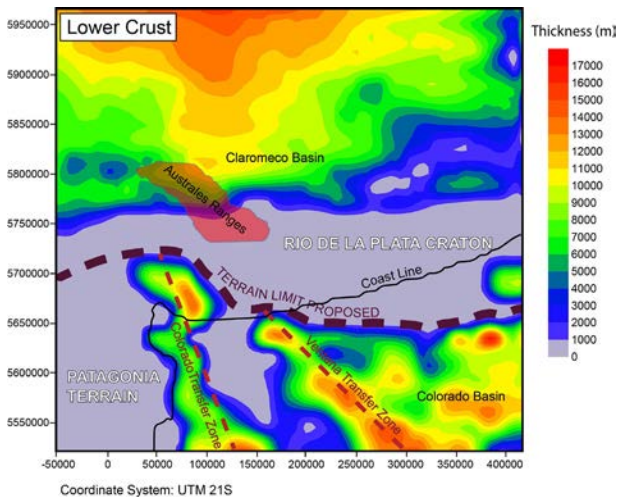 Lower Crust
Thickness (m)
5900000
5850000
5800000
5750000
5700000
5650000
5600000
5550000
Claromeco Basin
Australes Ranges
RIO DE LA PLATA CRATON
Coast Line
TERRAIN LIMIT PROPOSED
PATAGONIA
TERRAIN
Colorado Transfer Zone
Ventania Transfer Zone
Colorado Basin
-50000 0 50000 100000 150000 200000 250000 300000 350000 400000
17000
16000
15000
14000
13000
12000
11000
10000
9000
8000
7000
6000
5000
4000
3000
2000
1000
0
Coordinate System: UTM 21S